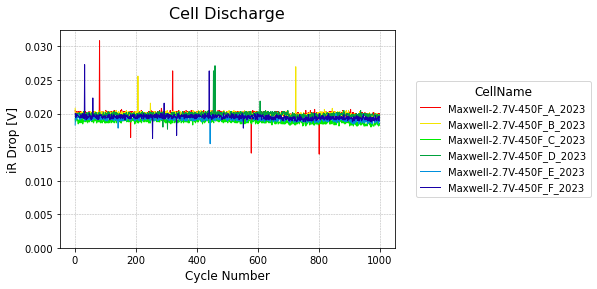 Cell Discharge
0.030
0.025
0.020
0.015
0.010
0.005
0.000
iR Drop [V]
0
200
400
600
800
1000
Cycle Number
CellName
Maxwell-2.7V-450F_A_2023
Maxwell-2.7V-450F_B_2023
Maxwell-2.7V-450F_C_2023
Maxwell-2.7V-450F_D_2023
Maxwell-2.7V-450F_E_2023
Maxwell-2.7V-450F_F_2023